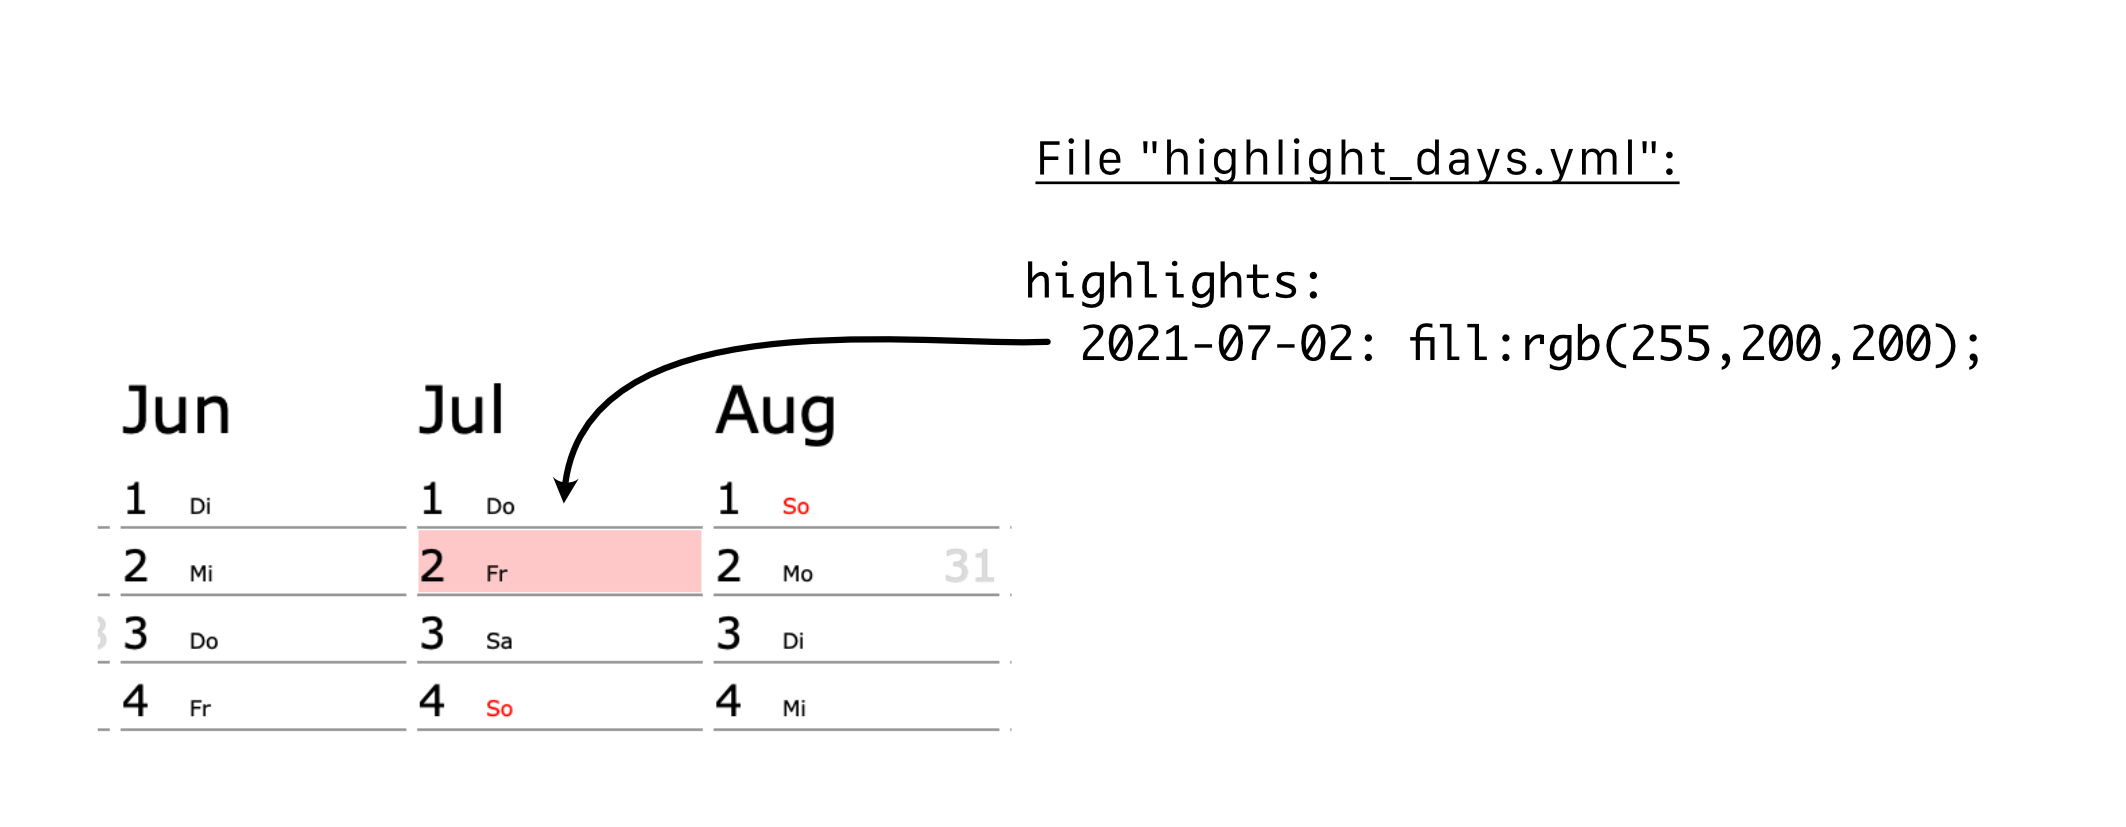 File "highlight_days.yml":
highlights:
2021-07-02: fill:rgb(255,200,200);
Jun Jul Aug
1 Di 1 Do 1 So
2 Mi 2 Fr 2 Mo 31
3 Do 3 Sa 3 Di
4 Fr 4 So 4 Mi